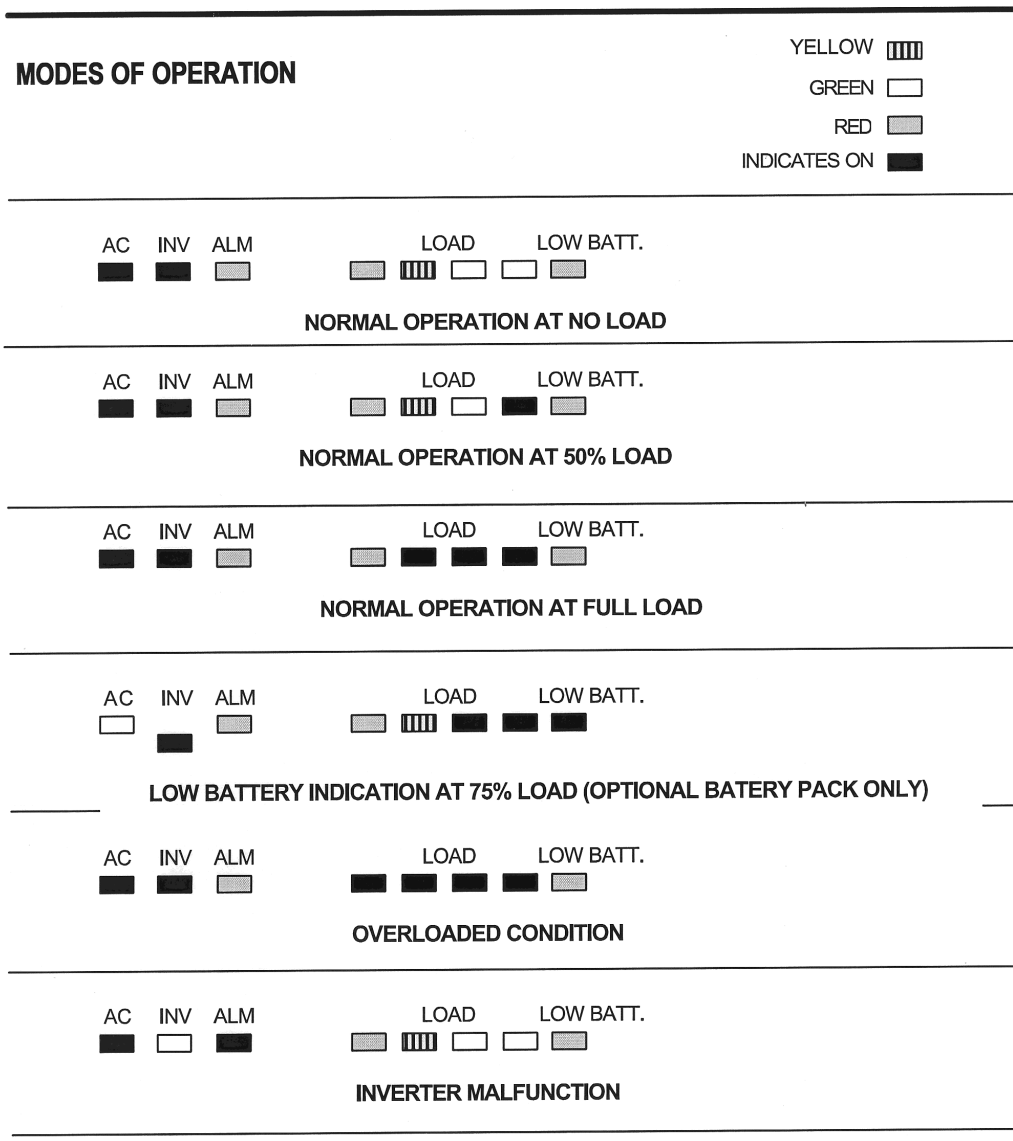 MODES OF OPERATION
YELLOW
GREEN
RED
INDICATES ON
AC INV ALM LOAD LOW BATT.
NORMAL OPERATION AT NO LOAD
AC INV ALM LOAD LOW BATT.
NORMAL OPERATION AT 50% LOAD
AC INV ALM LOAD LOW BATT.
NORMAL OPERATION AT FULL LOAD
AC INV ALM LOAD LOW BATT.
LOW BATTERY INDICATION AT 75% LOAD (OPTIONAL BATERY PACK ONLY)
AC INV ALM LOAD LOW BATT.
OVERLOADED CONDITION
AC INV ALM LOAD LOW BATT.
INVERTER MALFUNCTION